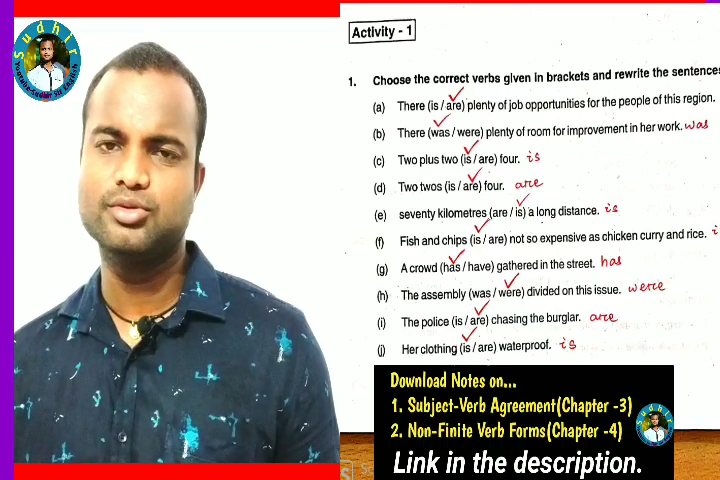 Sudhir
Youtube-Sudhir Sir English
Activity - 1
1. Choose the correct verbs given in brackets and rewrite the sentences
(a) There (is / are) plenty of job opportunities for the people of this region.
(b) There (was / were) plenty of room for improvement in her work. was
(c) Two plus two (is / are) four. is
(d) Two twos (is / are) four. are
(e) seventy kilometres (are / is) a long distance. is
(f) Fish and chips (is / are) not so expensive as chicken curry and rice. i
(g) A crowd (has / have) gathered in the street. has
(h) The assembly (was / were) divided on this issue. were
(i) The police (is / are) chasing the burglar. are
(j) Her clothing (is / are) waterproof. is
Download Notes on...
1. Subject-Verb Agreement(Chapter -3)
2. Non-Finite Verb Forms(Chapter -4)
Sudhir
Link in the description.